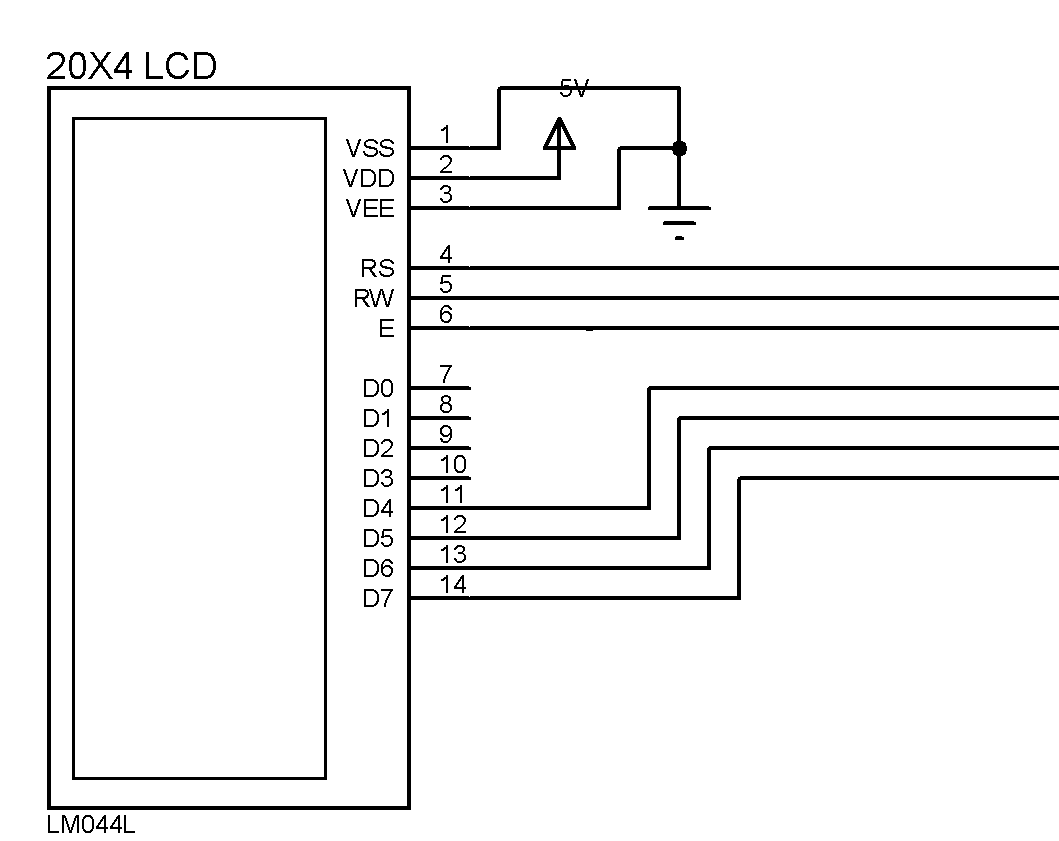 20X4 LCD
5V
VSS 1
VDD 2
VEE 3
RS 4
RW 5
E 6
D0 7
D1 8
D2 9
D3 10
D4 11
D5 12
D6 13
D7 14
LM044L